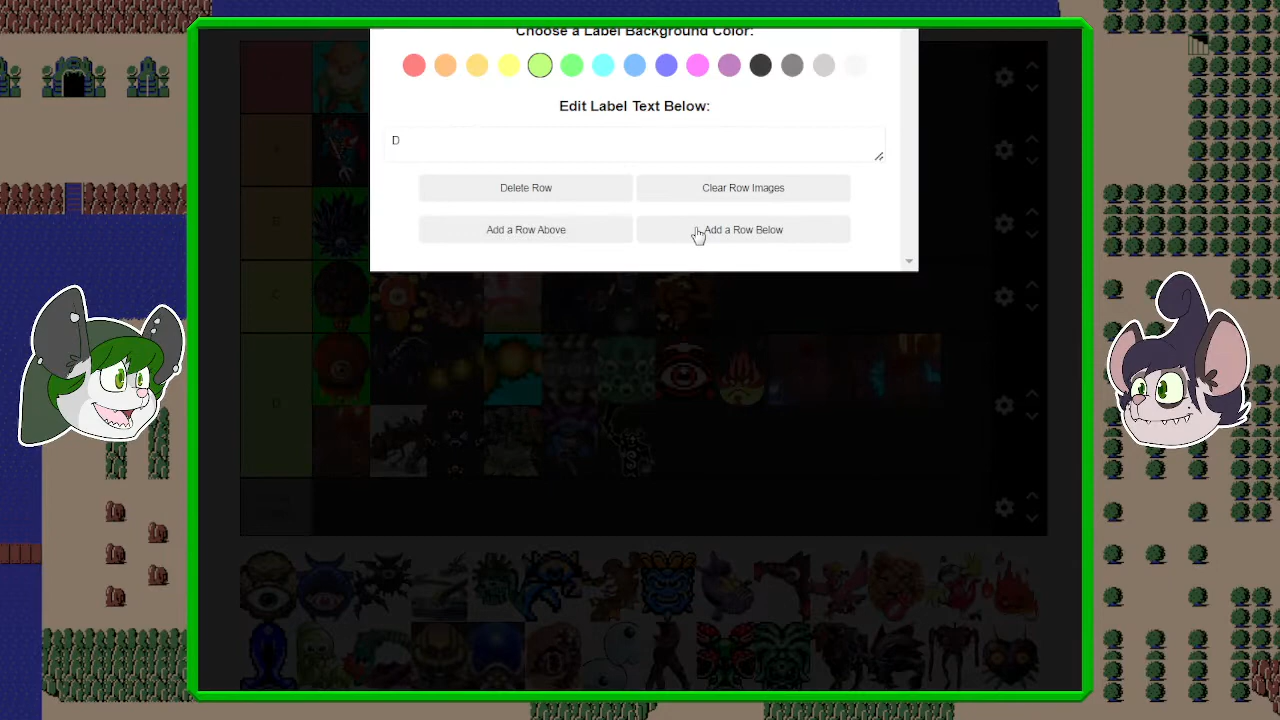 Choose a Label Background Color:
Edit Label Text Below:
D
Delete Row
Clear Row Images
Add a Row Above
Add a Row Below
C
D